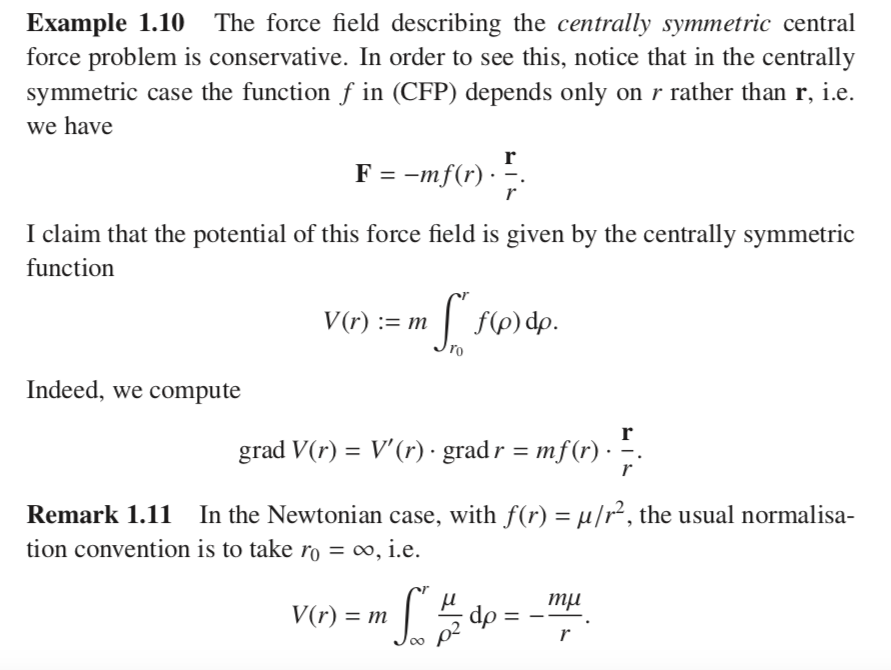 Example 1.10 The force field describing the centrally symmetric central
force problem is conservative. In order to see this, notice that in the centrally
symmetric case the function f in (CFP) depends only on r rather than r, i.e.
we have
F = −mf(r) · r/r.
I claim that the potential of this force field is given by the centrally symmetric
function
V(r) := m ∫_{r₀}^{r} f(ρ) dρ.
Indeed, we compute
grad V(r) = V′(r) · grad r = mf(r) · r/r.
Remark 1.11 In the Newtonian case, with f(r) = μ/r², the usual normalisa-
tion convention is to take r₀ = ∞, i.e.
V(r) = m ∫_{∞}^{r} μ/ρ² dρ = −mμ/r.